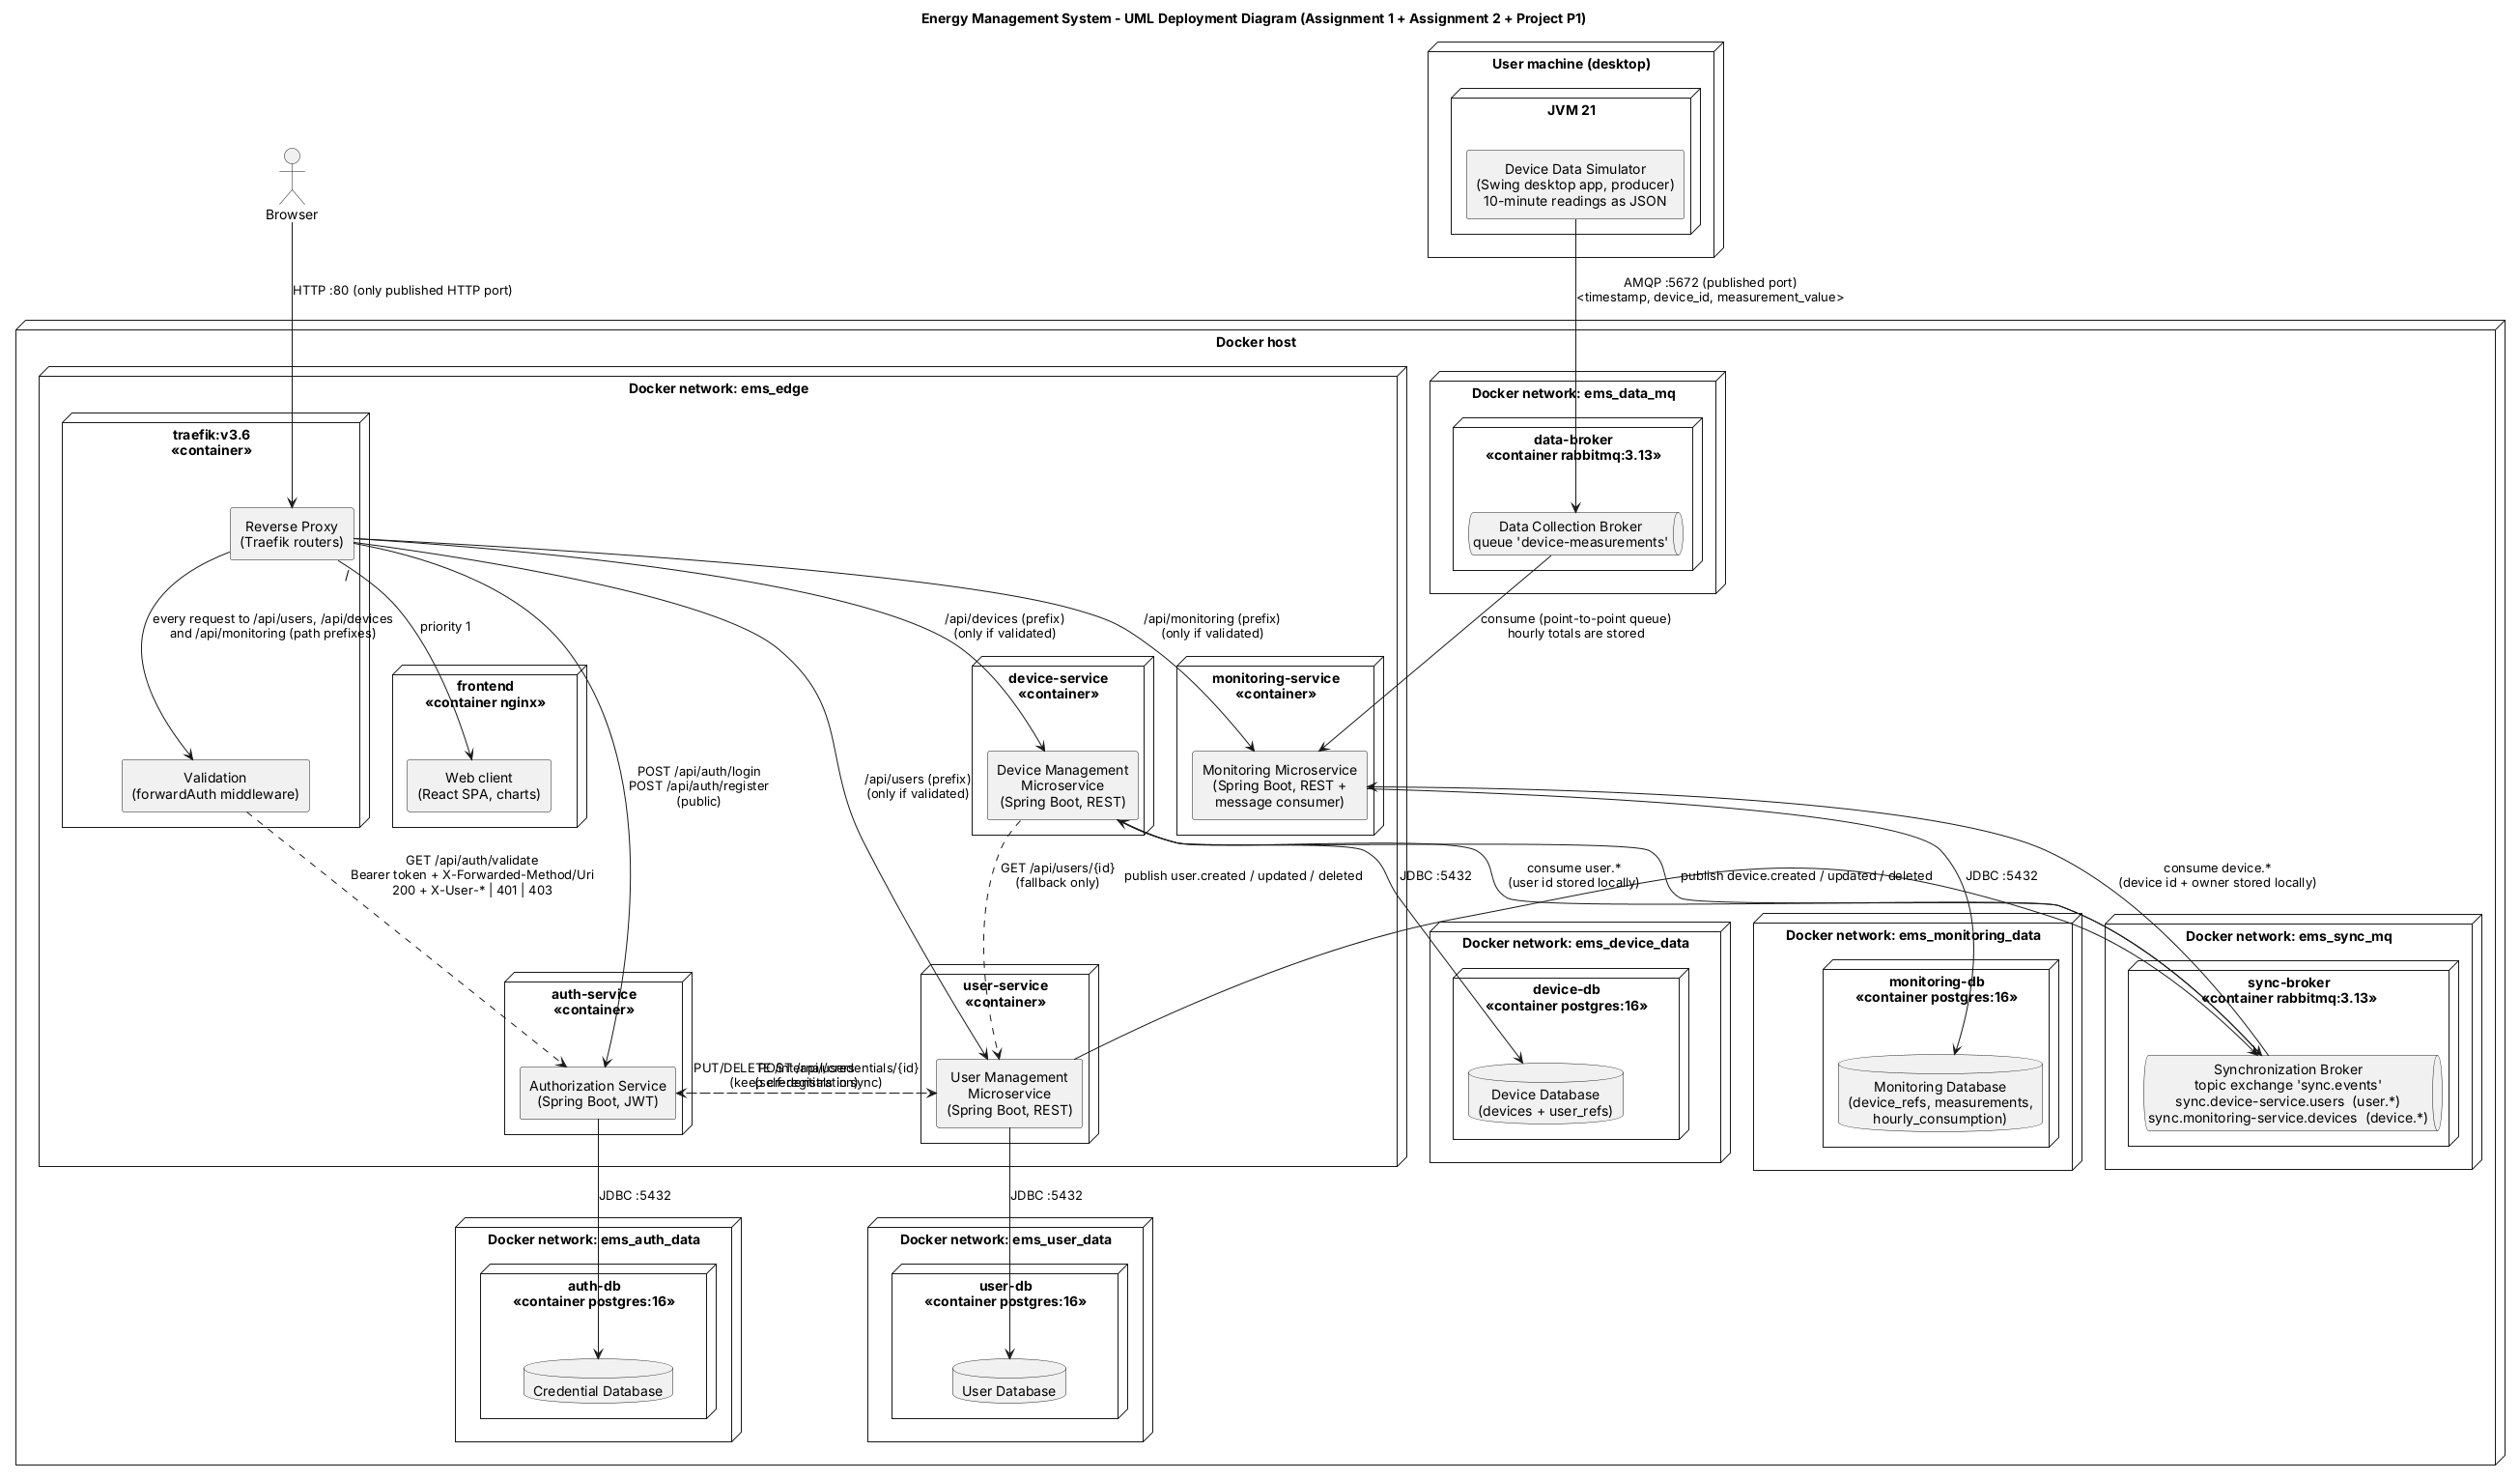 Energy Management System - UML Deployment Diagram (Assignment 1 + Assignment 2 + Project P1)
User machine (desktop)
JVM 21
Device Data Simulator
(Swing desktop app, producer)
10-minute readings as JSON
Browser
HTTP :80 (only published HTTP port)
AMQP :5672 (published port)
<timestamp, device_id, measurement_value>
Docker host
Docker network: ems_edge
Docker network: ems_data_mq
traefik:v3.6
«container»
data-broker
«container rabbitmq:3.13»
Reverse Proxy
(Traefik routers)
Data Collection Broker
queue 'device-measurements'
/
priority 1
every request to /api/users, /api/devices
and /api/monitoring (path prefixes)
/api/devices (prefix)
(only if validated)
/api/monitoring (prefix)
(only if validated)
consume (point-to-point queue)
hourly totals are stored
frontend
«container nginx»
device-service
«container»
monitoring-service
«container»
Validation
(forwardAuth middleware)
Web client
(React SPA, charts)
POST /api/auth/login
POST /api/auth/register
(public)
/api/users (prefix)
(only if validated)
Device Management
Microservice
(Spring Boot, REST)
Monitoring Microservice
(Spring Boot, REST +
message consumer)
GET /api/auth/validate
Bearer token + X-Forwarded-Method/Uri
200 + X-User-* | 401 | 403
GET /api/users/{id}
(fallback only)
publish user.created / updated / deleted
JDBC :5432
consume user.*
(user id stored locally)
publish device.created / updated / deleted
JDBC :5432
consume device.*
(device id + owner stored locally)
auth-service
«container»
user-service
«container»
Docker network: ems_device_data
device-db
«container postgres:16»
Docker network: ems_monitoring_data
monitoring-db
«container postgres:16»
Docker network: ems_sync_mq
sync-broker
«container rabbitmq:3.13»
Authorization Service
(Spring Boot, JWT)
User Management
Microservice
(Spring Boot, REST)
Device Database
(devices + user_refs)
Monitoring Database
(device_refs, measurements,
hourly_consumption)
Synchronization Broker
topic exchange 'sync.events'
sync.device-service.users (user.*)
sync.monitoring-service.devices (device.*)
JDBC :5432
JDBC :5432
Docker network: ems_auth_data
auth-db
«container postgres:16»
Credential Database
Docker network: ems_user_data
user-db
«container postgres:16»
User Database